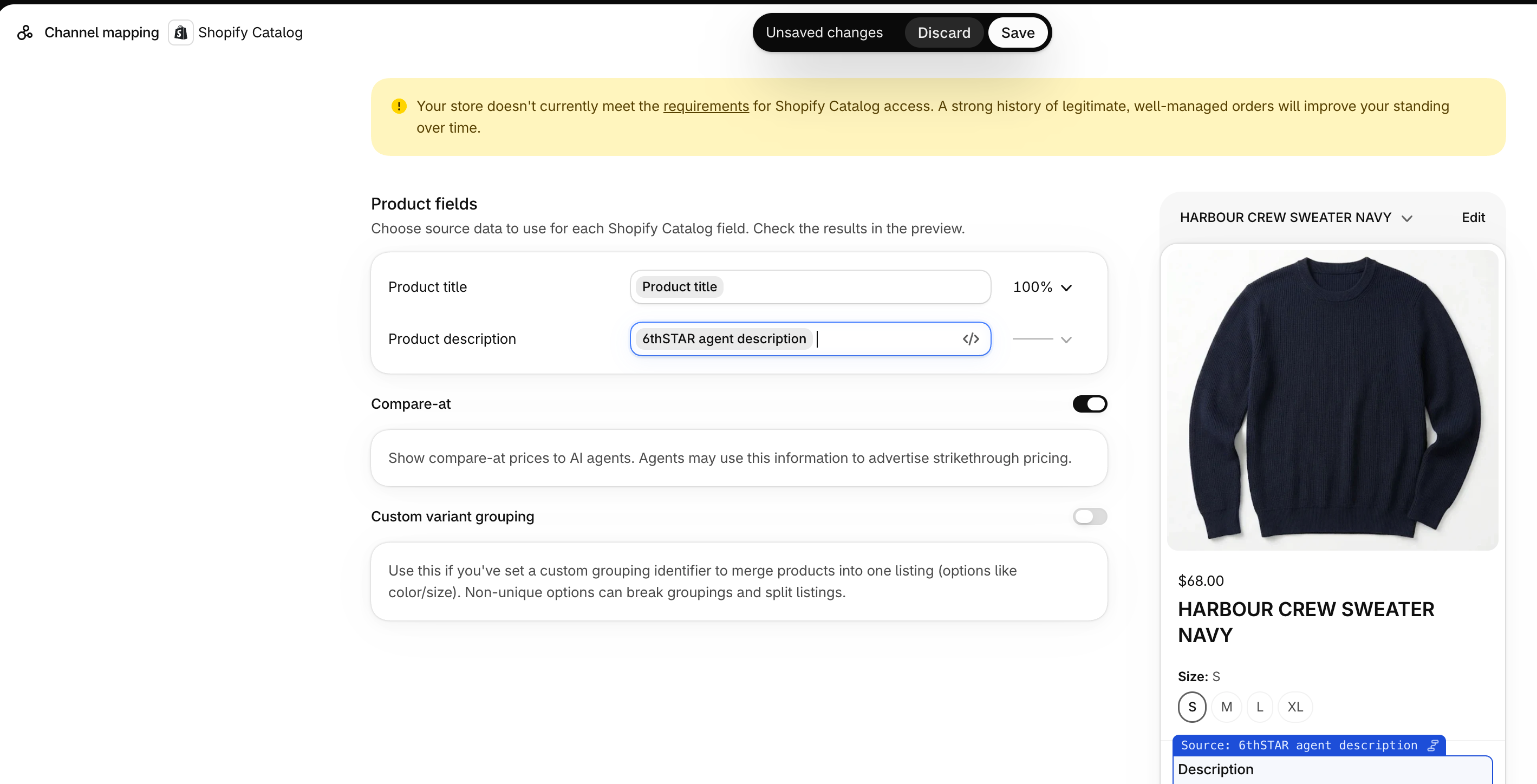 Channel mapping Shopify Catalog
Unsaved changes Discard Save
Your store doesn't currently meet the requirements for Shopify Catalog access. A strong history of legitimate, well-managed orders will improve your standing
over time.
Product fields
Choose source data to use for each Shopify Catalog field. Check the results in the preview.
Product title Product title 100%
Product description 6thSTAR agent description </>
Compare-at
Show compare-at prices to AI agents. Agents may use this information to advertise strikethrough pricing.
Custom variant grouping
Use this if you've set a custom grouping identifier to merge products into one listing (options like
color/size). Non-unique options can break groupings and split listings.
HARBOUR CREW SWEATER NAVY Edit
$68.00
HARBOUR CREW SWEATER
NAVY
Size: S
S M L XL
Source: 6thSTAR agent description
Description